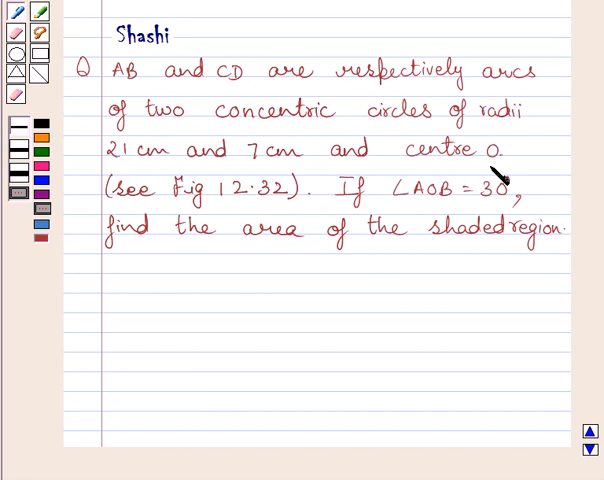 Shashi
Q AB and CD are respectively arcs
of two concentric circles of radii
21 cm and 7 cm and centre O.
(see Fig 12.32). If ∠AOB = 30°,
find the area of the shaded region.